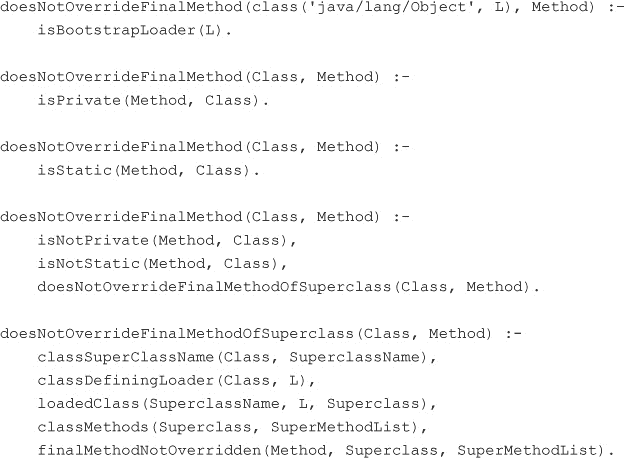 doesNotOverrideFinalMethod(class('java/lang/Object', L), Method) :-
    isBootstrapLoader(L).

doesNotOverrideFinalMethod(Class, Method) :-
    isPrivate(Method, Class).

doesNotOverrideFinalMethod(Class, Method) :-
    isStatic(Method, Class).

doesNotOverrideFinalMethod(Class, Method) :-
    isNotPrivate(Method, Class),
    isNotStatic(Method, Class),
    doesNotOverrideFinalMethodOfSuperclass(Class, Method).

doesNotOverrideFinalMethodOfSuperclass(Class, Method) :-
    classSuperClassName(Class, SuperclassName),
    classDefiningLoader(Class, L),
    loadedClass(SuperclassName, L, Superclass),
    classMethods(Superclass, SuperMethodList),
    finalMethodNotOverridden(Method, Superclass, SuperMethodList).